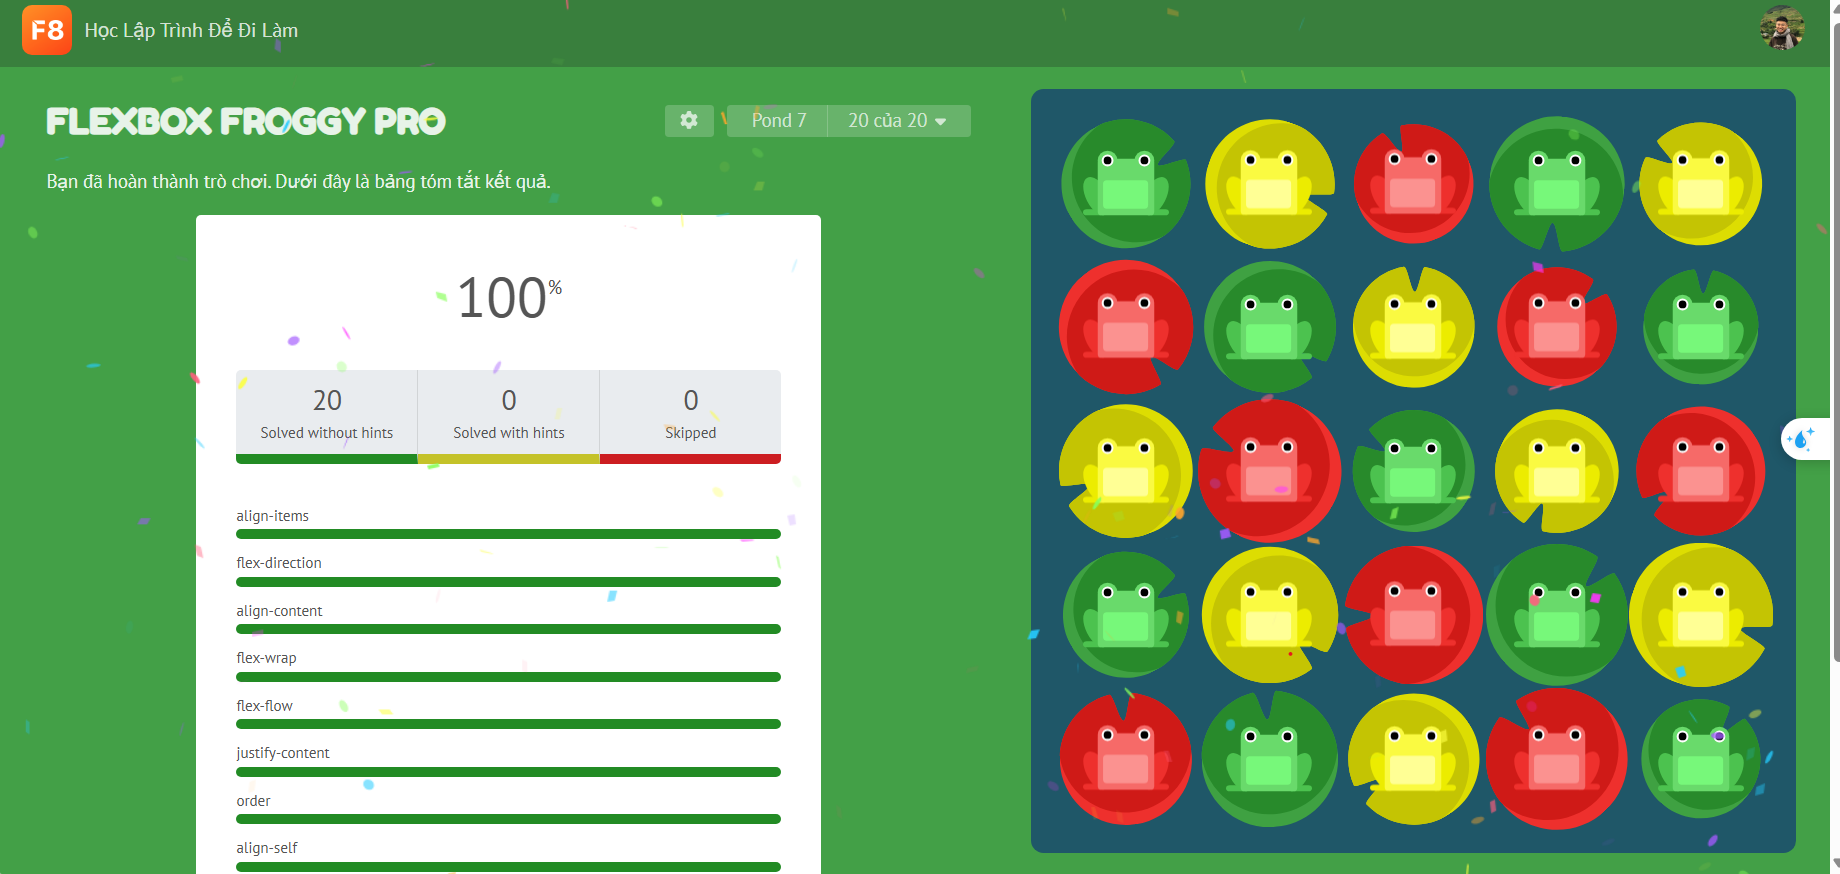 F8 Học Lập Trình Để Đi Làm
FLEXBOX FROGGY PRO
Pond 7
20 của 20
Bạn đã hoàn thành trò chơi. Dưới đây là bảng tóm tắt kết quả.
100%
20
Solved without hints
0
Solved with hints
0
Skipped
align-items
flex-direction
align-content
flex-wrap
flex-flow
justify-content
order
align-self